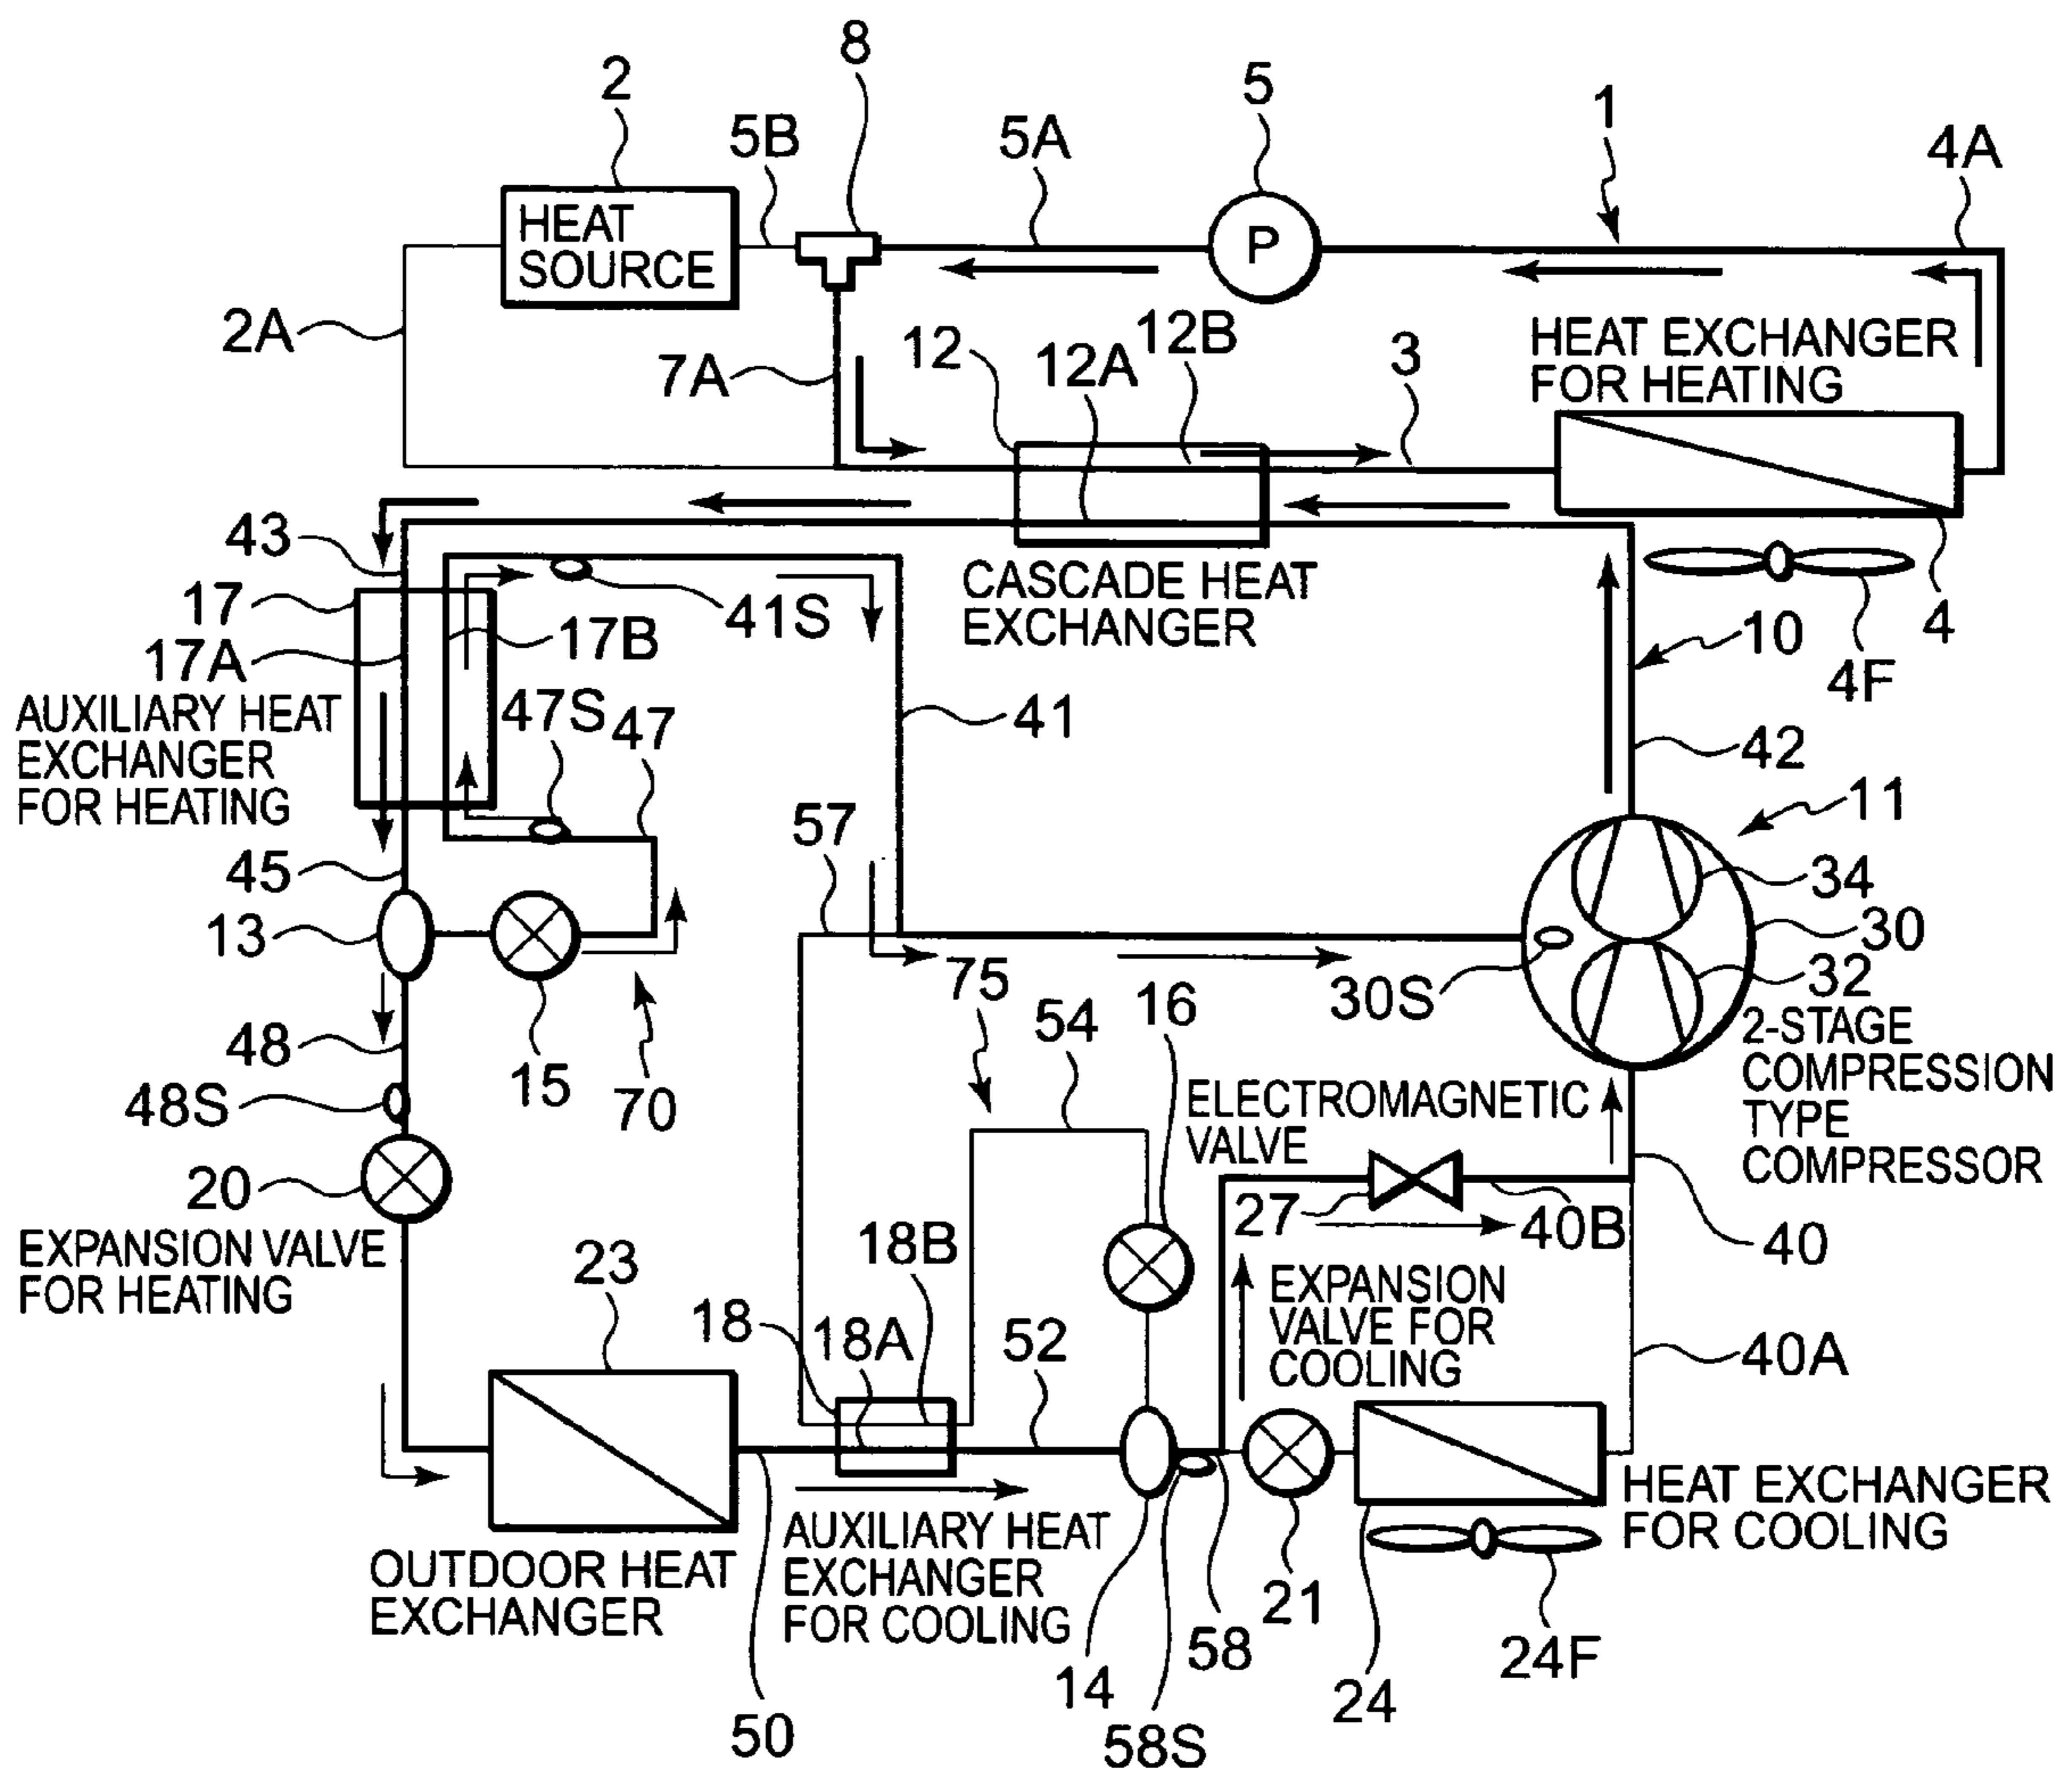 8
2
5
1
5B
5A
4A
HEAT
SOURCE
P
2A
12
12B
HEAT EXCHANGER
FOR HEATING
7A
12A
3
43
CASCADE HEAT
EXCHANGER
17
41S
4
17B
10
17A
4F
AUXILIARY HEAT
EXCHANGER
FOR HEATING
47S
47
41
42
11
57
45
34
13
30
75
30S
32
16
54
2-STAGE
COMPRESSION
TYPE
COMPRESSOR
48
15
70
48S
ELECTROMAGNETIC
VALVE
20
27
40B
40
EXPANSION VALVE
FOR HEATING
23
18B
EXPANSION
VALVE FOR
COOLING
18
18A
52
40A
HEAT EXCHANGER
FOR COOLING
AUXILIARY HEAT
EXCHANGER
FOR COOLING
OUTDOOR HEAT
EXCHANGER
21
58
24F
14
24
50
58S